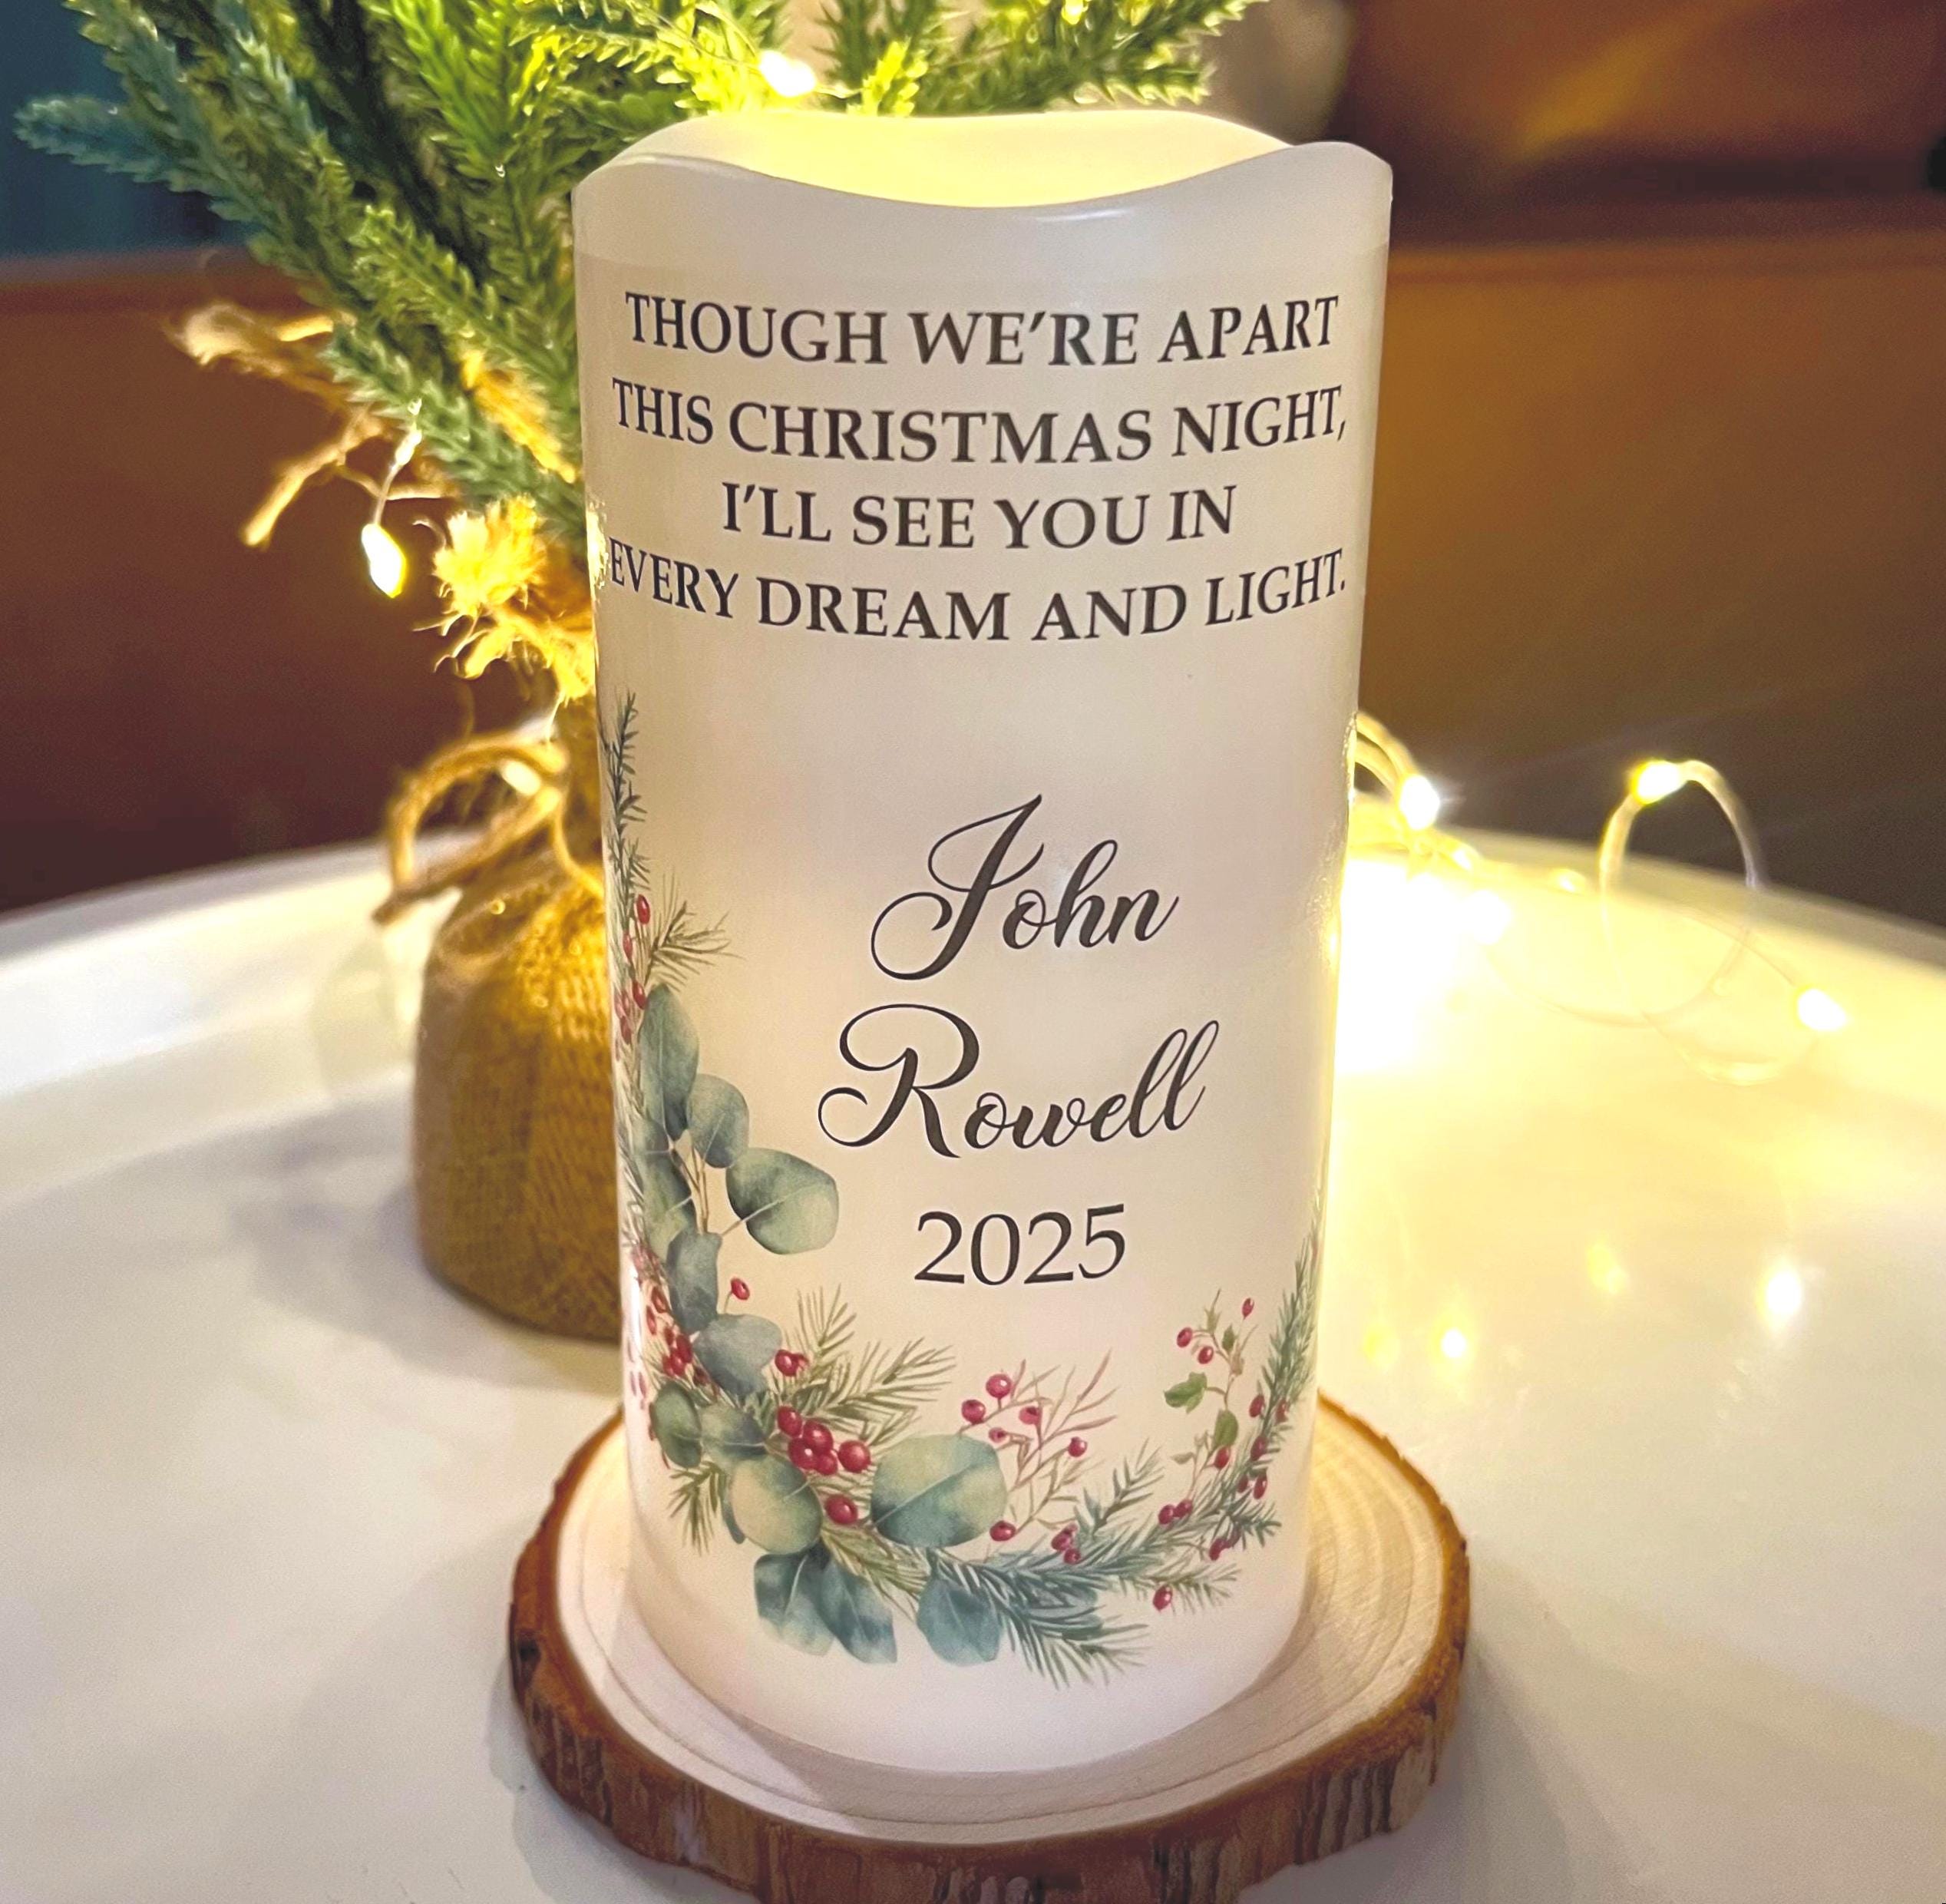 THOUGH WE’RE APART
THIS CHRISTMAS NIGHT,
I’LL SEE YOU IN
EVERY DREAM AND LIGHT.
John
Rowell
2025